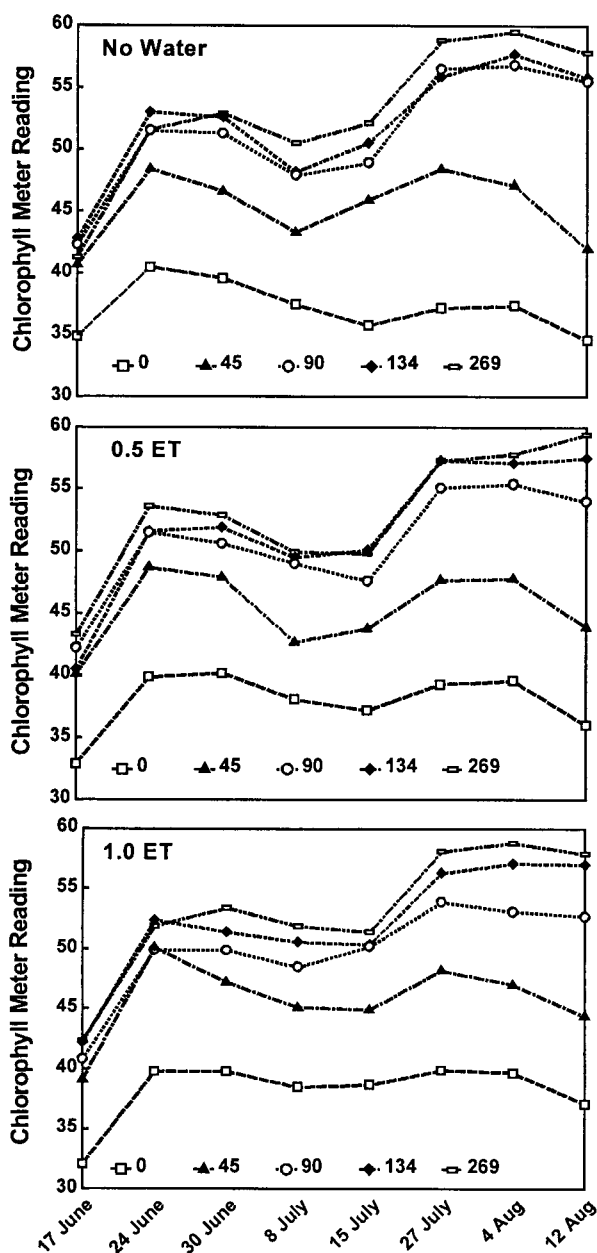 60
No Water
55
50
45
40
35
30
Chlorophyll Meter Reading
0 45 90 134 269
60
0.5 ET
55
50
45
40
35
30
Chlorophyll Meter Reading
0 45 90 134 269
60
1.0 ET
55
50
45
40
35
30
Chlorophyll Meter Reading
0 45 90 134 269
17 June 24 June 30 June 8 July 15 July 27 July 4 Aug 12 Aug